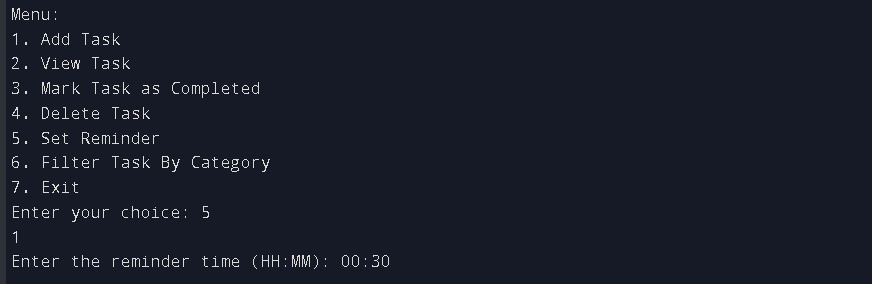 Menu:
1. Add Task
2. View Task
3. Mark Task as Completed
4. Delete Task
5. Set Reminder
6. Filter Task By Category
7. Exit
Enter your choice: 5
1
Enter the reminder time (HH:MM): 00:30